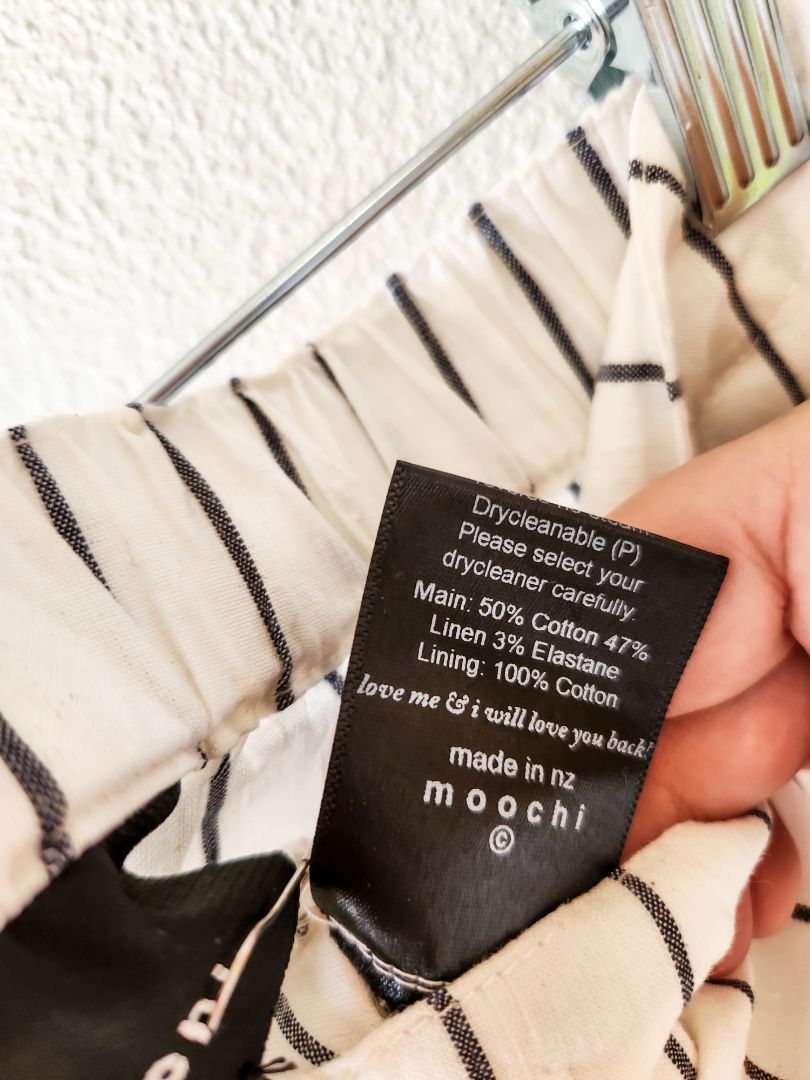 Drycleanable (P)
Please select your
drycleaner carefully.
Main: 50% Cotton 47%
Linen 3% Elastane
Lining: 100% Cotton
love me & i will love you back!
made in nz
moochi
©